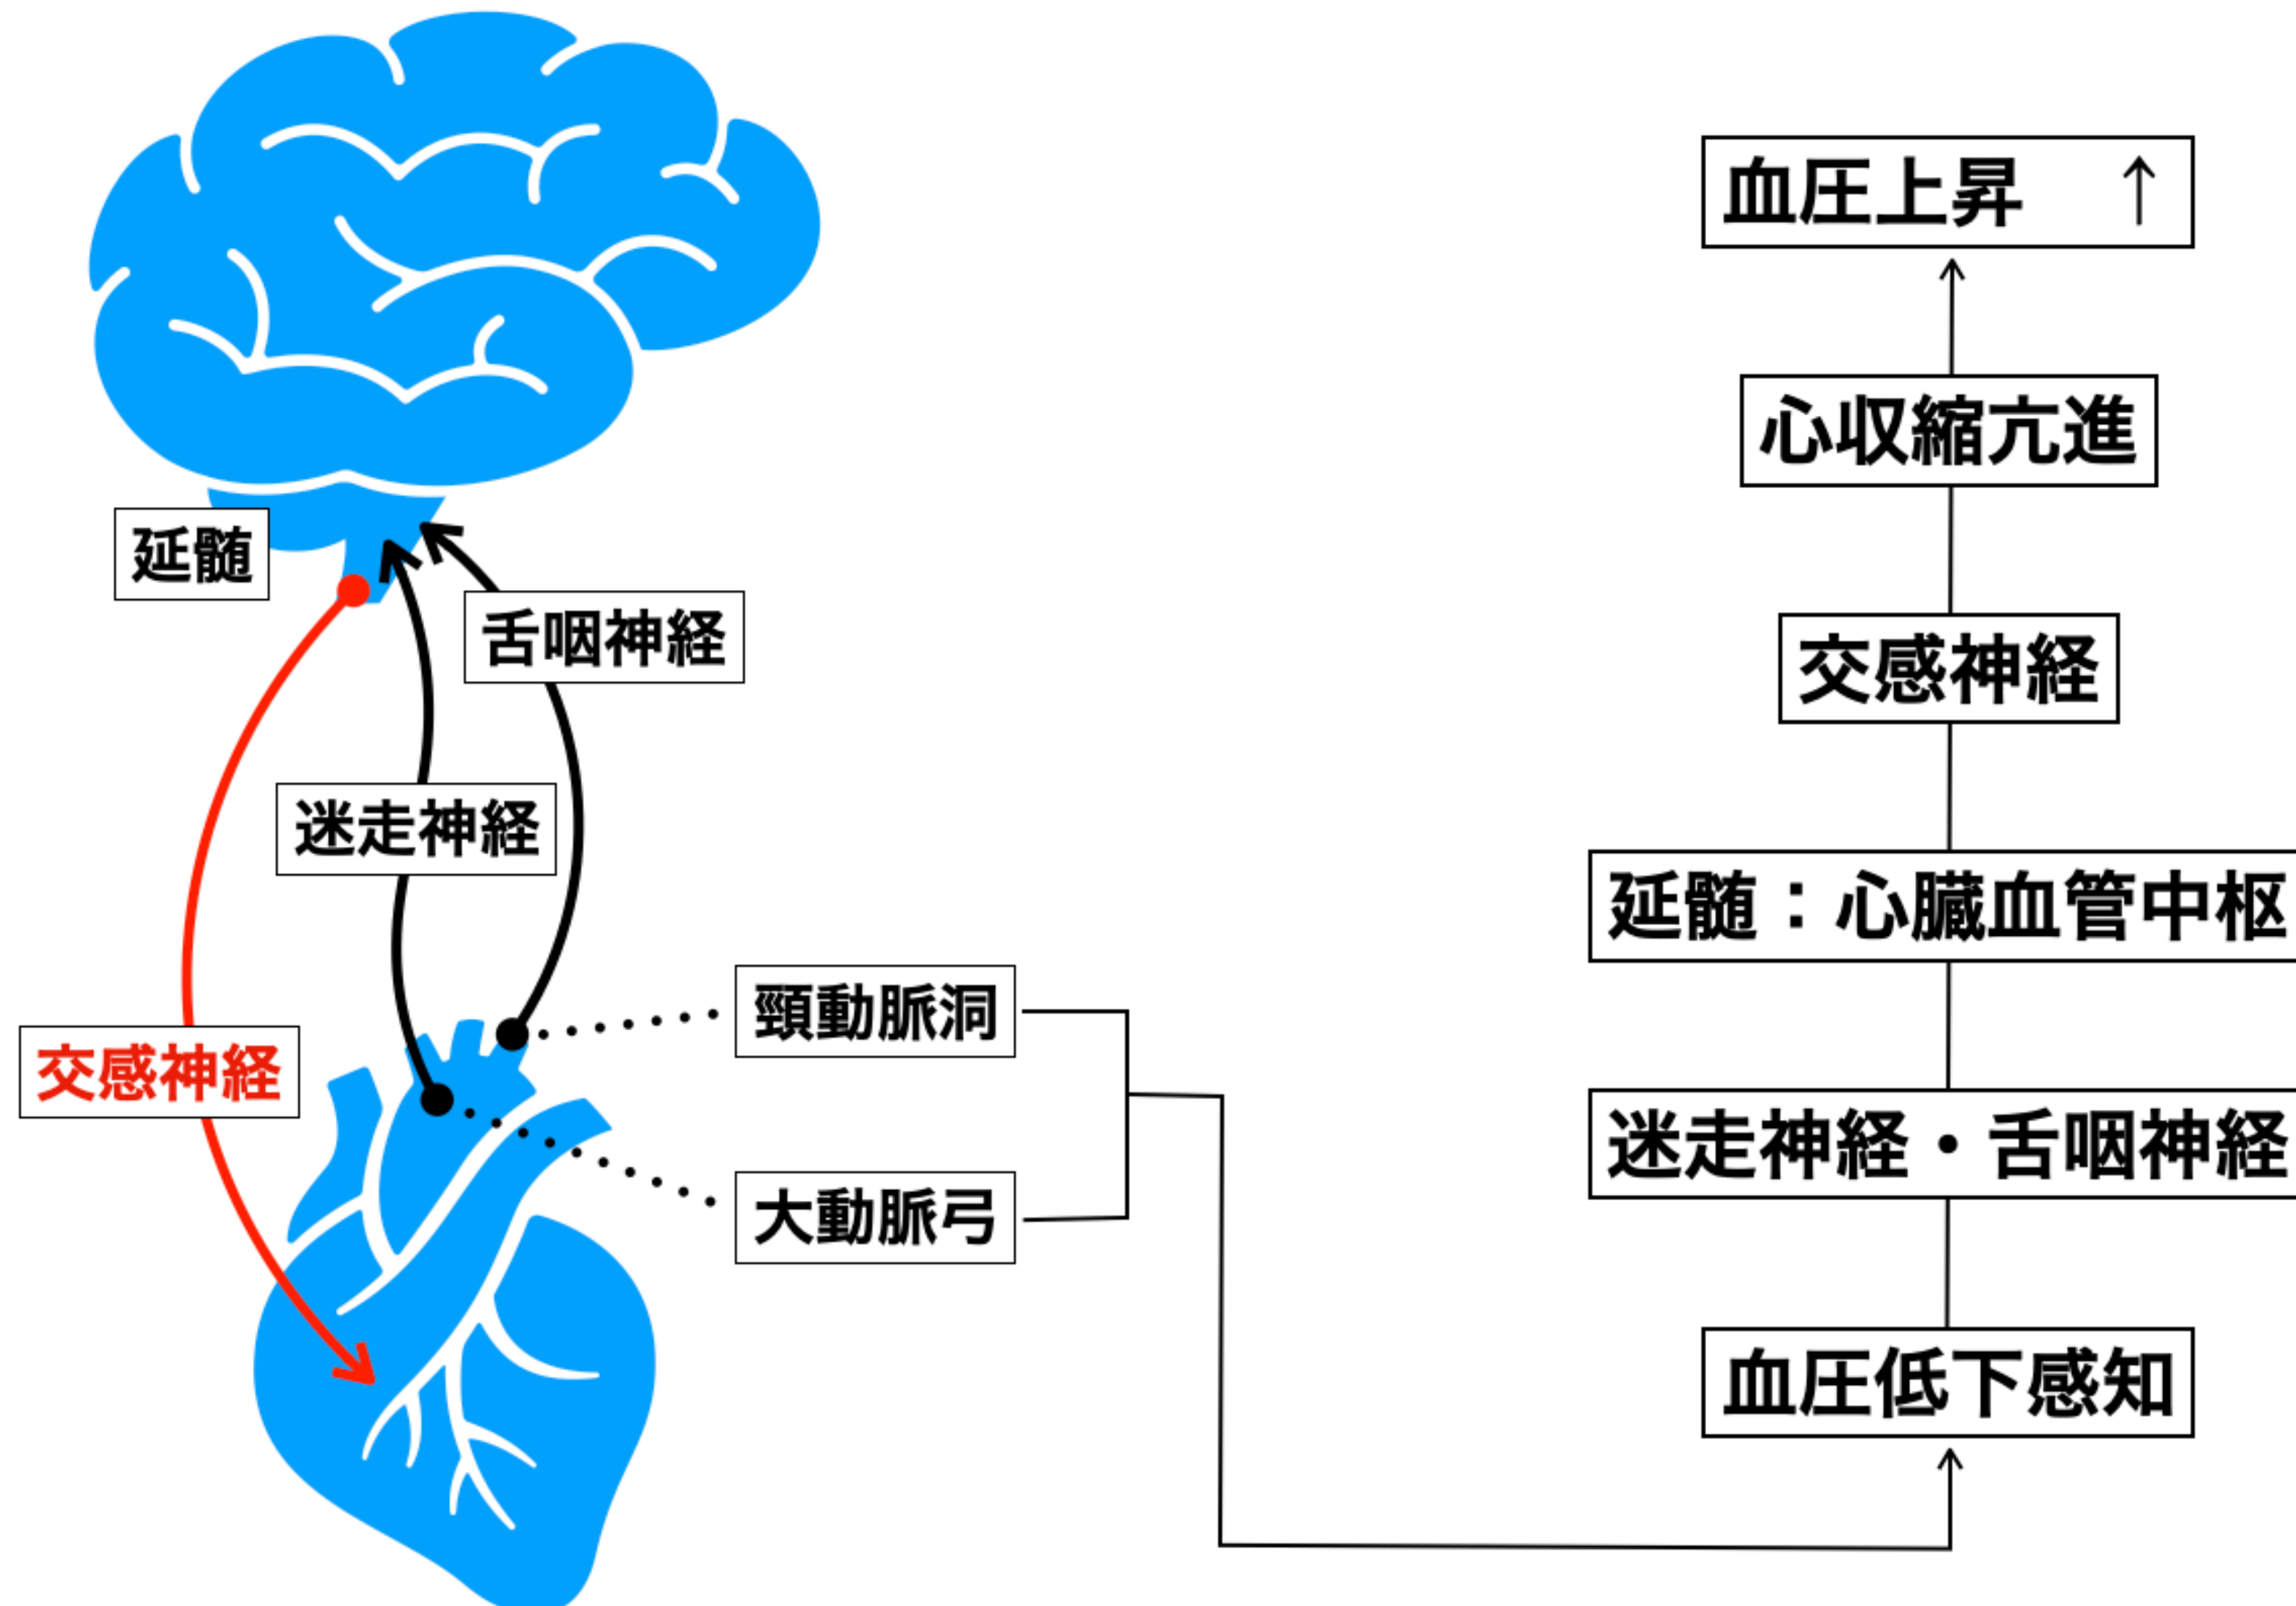 延髄
舌咽神経
迷走神経
交感神経
頸動脈洞
大動脈弓
血圧上昇 ↑
心収縮亢進
交感神経
延髄：心臓血管中枢
迷走神経・舌咽神経
血圧低下感知